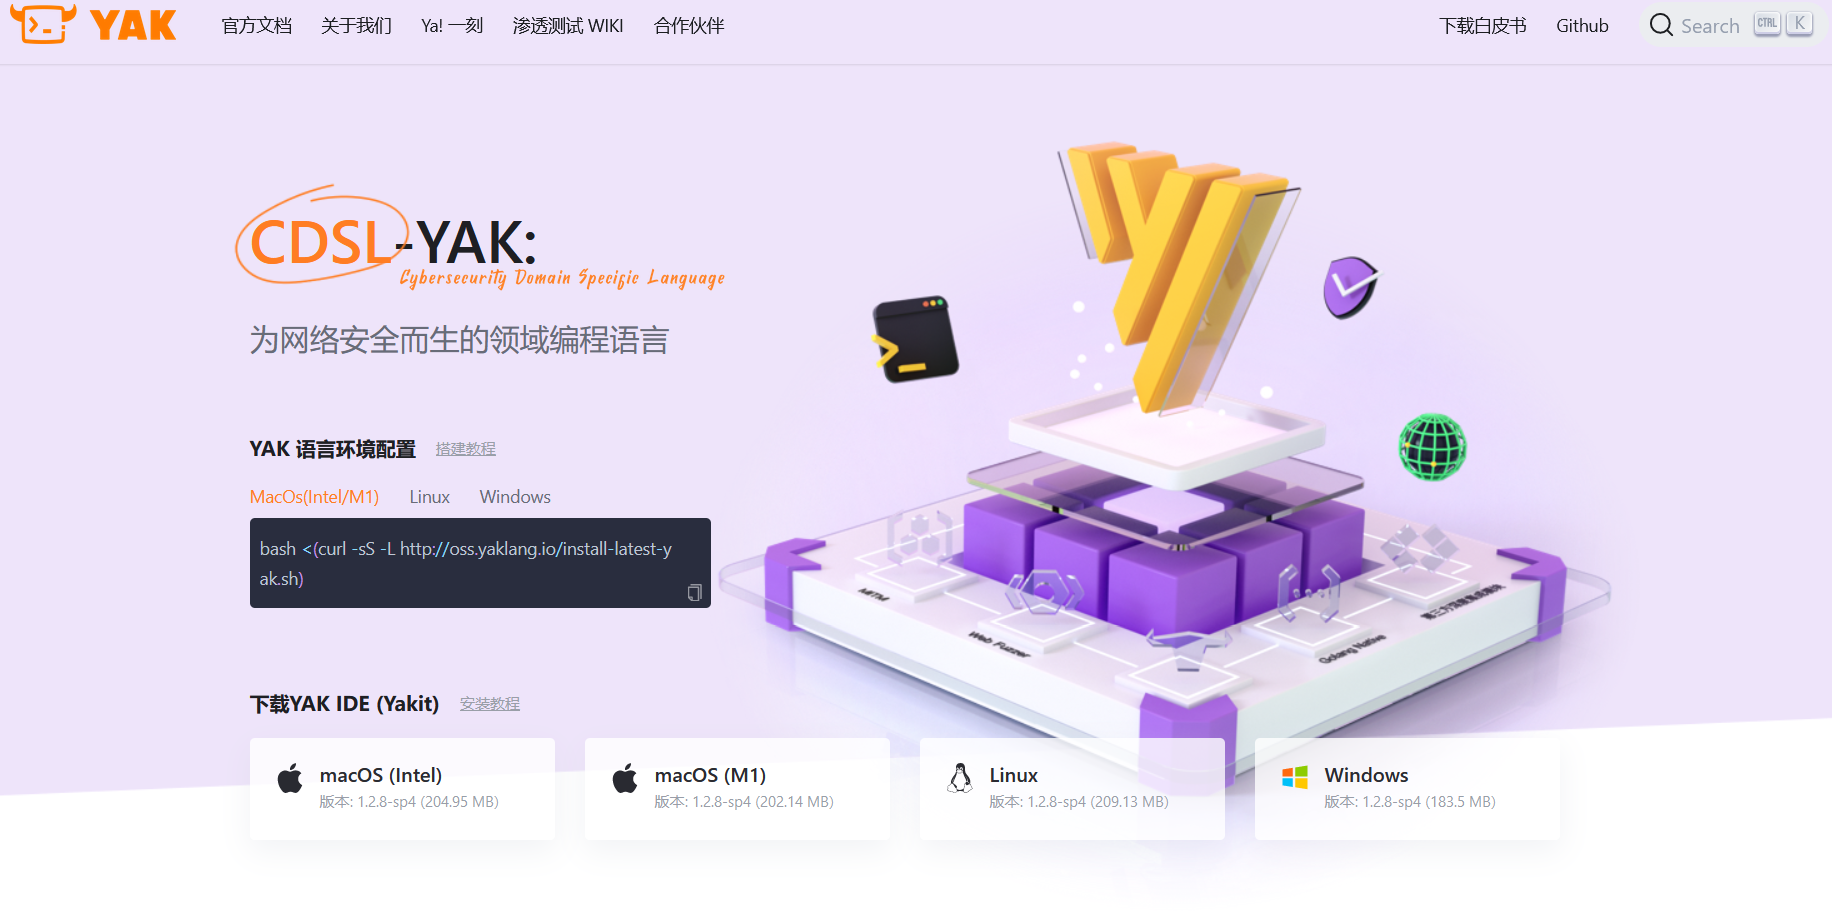 YAK
官方文档 关于我们 Ya! 一刻 渗透测试 WIKI 合作伙伴 下载白皮书 Github Search CTRL K
CDSL-YAK:
Cybersecurity Domain Specific Language
为网络安全而生的领域编程语言
YAK 语言环境配置 搭建教程
MacOs(Intel/M1) Linux Windows
bash <(curl -sS -L http://oss.yaklang.io/install-latest-y
ak.sh)
MITM
Web Fuzzer
Golang Native
下载YAK IDE (Yakit) 安装教程
macOS (Intel)
版本: 1.2.8-sp4 (204.95 MB)
macOS (M1)
版本: 1.2.8-sp4 (202.14 MB)
Linux
版本: 1.2.8-sp4 (209.13 MB)
Windows
版本: 1.2.8-sp4 (183.5 MB)